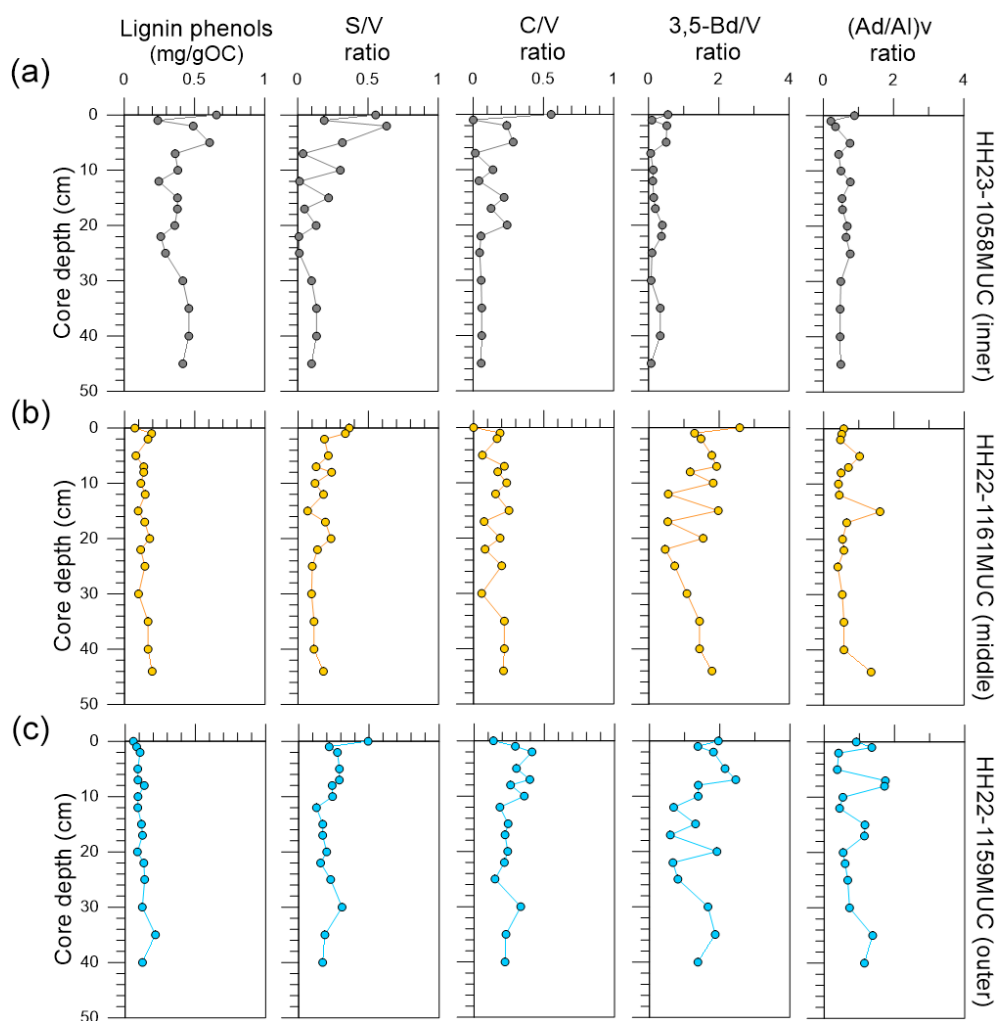 Lignin phenols
(mg/gOC)
S/V
ratio
C/V
ratio
3,5-Bd/V
ratio
(Ad/Al)v
ratio
(a)
0 0.5 1
0 0.5 1
0 0.5 1
0 2 4
0 2 4
0
10
20
30
40
50
Core depth (cm)
HH23-1058MUC (inner)
(b)
0
10
20
30
40
50
Core depth (cm)
HH22-1161MUC (middle)
(c)
0
10
20
30
40
50
Core depth (cm)
HH22-1159MUC (outer)